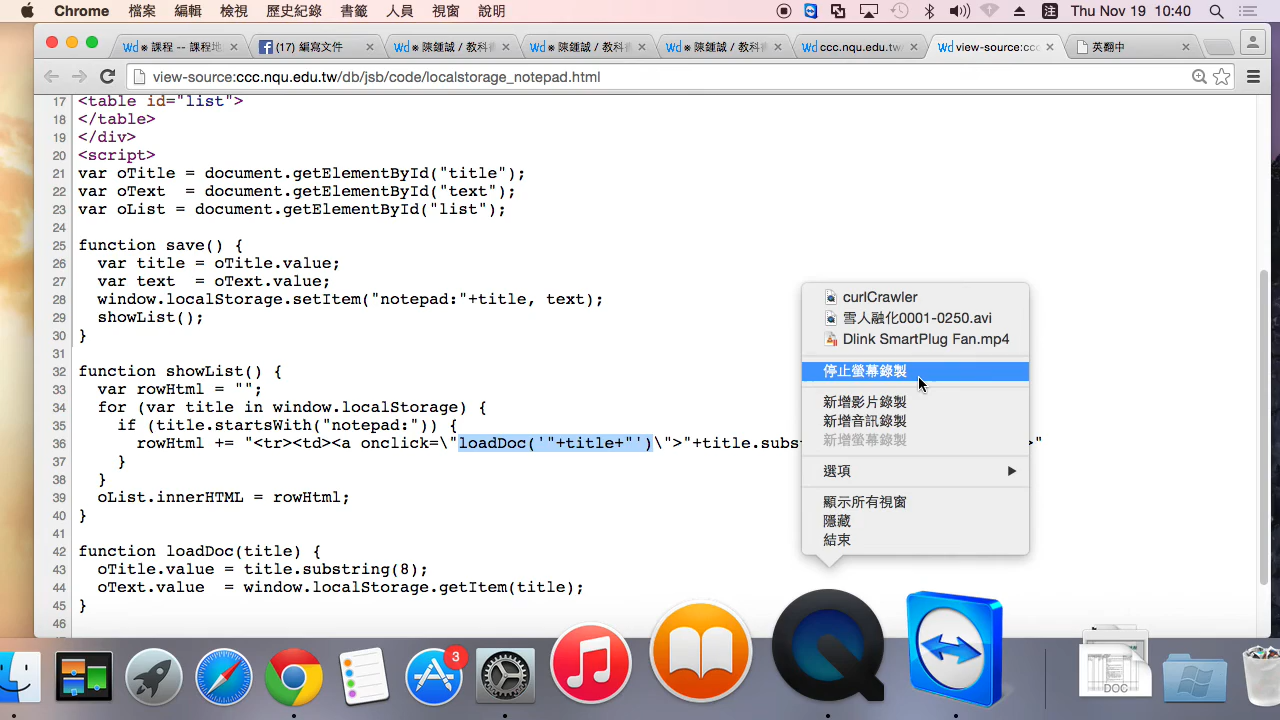 Chrome 檔案 編輯 檢視 歷史紀錄 書籤 人員 視窗 說明 注 Thu Nov 19 10:40
Wd ※ 課程 -- 課程地 f (17) 編寫文件 Wd ※ 陳鍾誠 / 教科 Wd 陳鍾誠 / 教科 Wd ※ 陳鍾誠 / 教科 Wd ccc.nqu.edu.tw/ Wd view-source:ccc 英翻中
view-source:ccc.nqu.edu.tw/db/jsb/code/localstorage_notepad.html
17 <table id="list">
18 </table>
19 </div>
20 <script>
21 var oTitle = document.getElementById("title");
22 var oText  = document.getElementById("text");
23 var oList = document.getElementById("list");
24
25 function save() {
26   var title = oTitle.value;
27   var text  = oText.value;
28   window.localStorage.setItem("notepad:"+title, text);
29   showList();
30 }
31
32 function showList() {
33   var rowHtml = "";
34   for (var title in window.localStorage) {
35     if (title.startsWith("notepad:")) {
36       rowHtml += "<tr><td><a onclick=\"loadDoc('"+title+"')\">"+title.subs >"
37     }
38   }
39   oList.innerHTML = rowHtml;
40 }
41
42 function loadDoc(title) {
43   oTitle.value = title.substring(8);
44   oText.value  = window.localStorage.getItem(title);
45 }
46
curlCrawler
雪人融化0001-0250.avi
Dlink SmartPlug Fan.mp4
停止螢幕錄製
新增影片錄製
新增音訊錄製
新增螢幕錄製
選項
顯示所有視窗
隱藏
結束
3
DOC